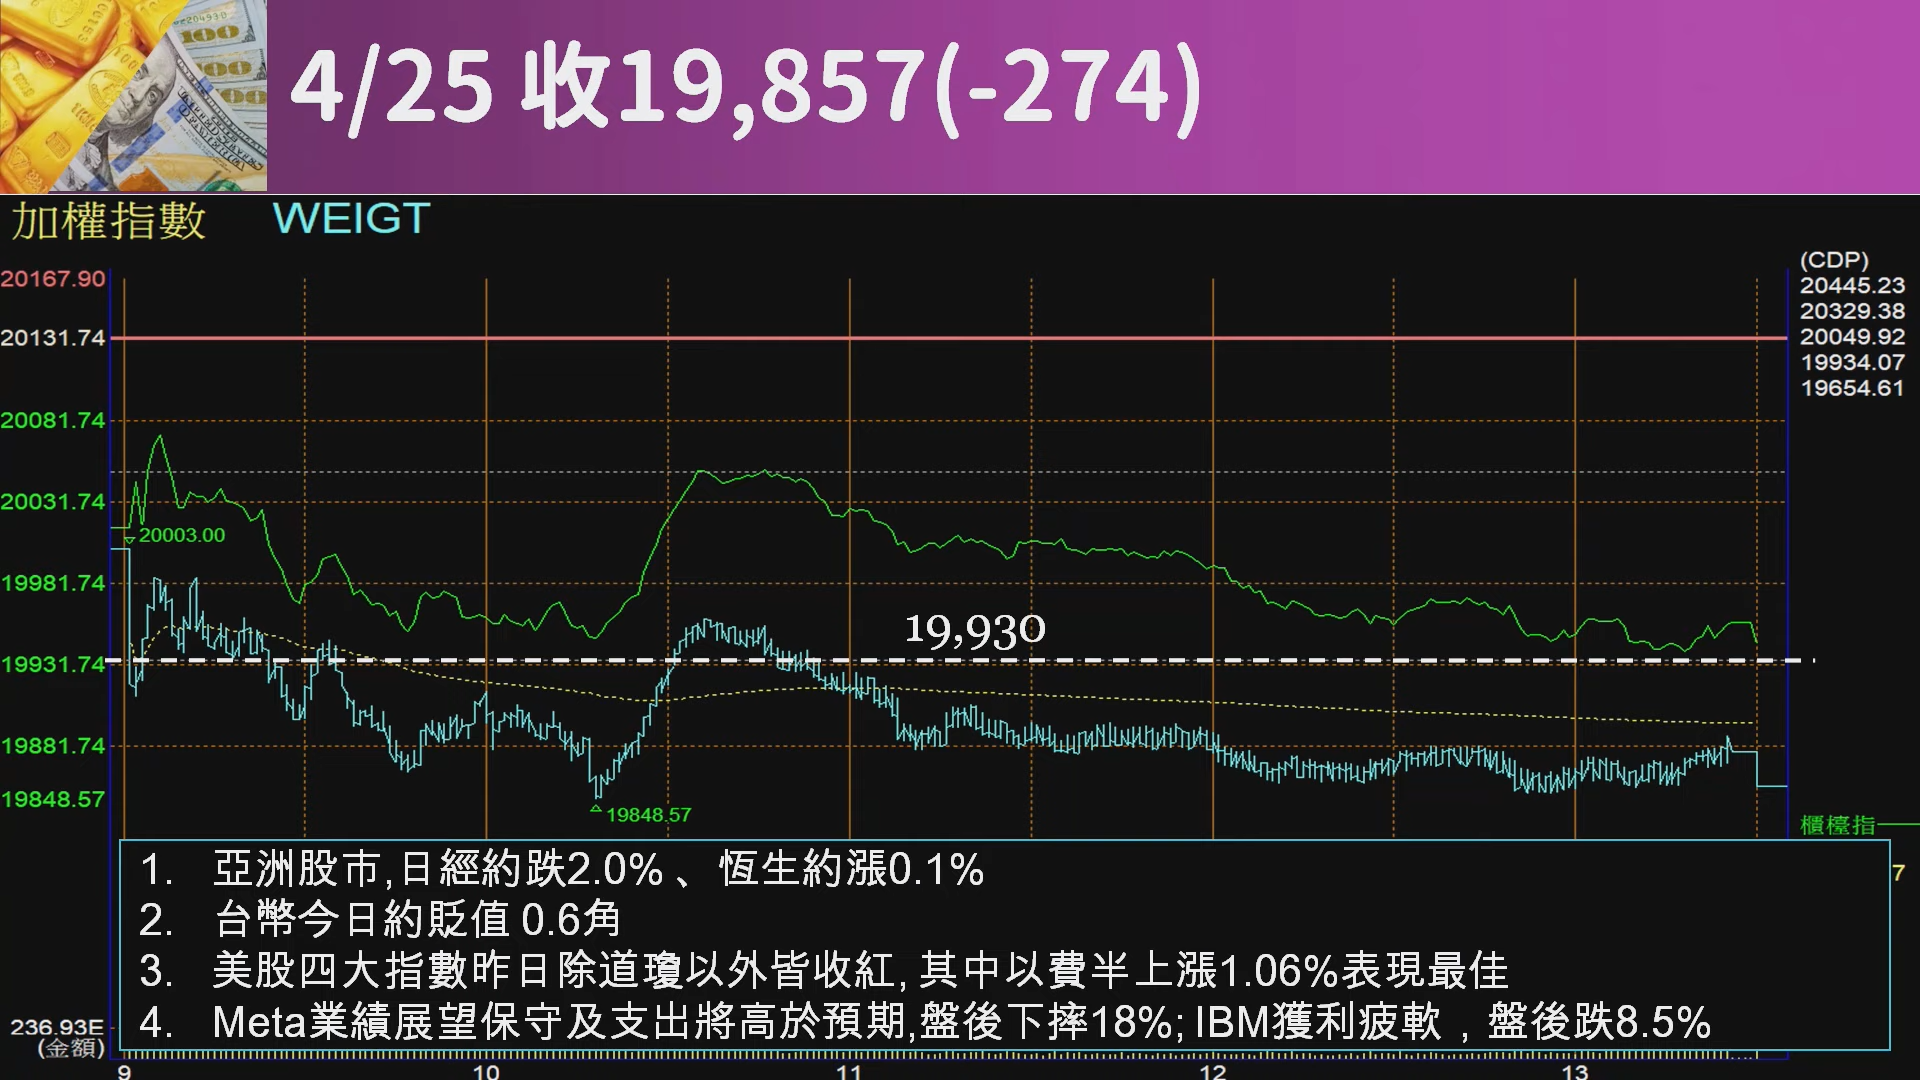 4/25 收19,857(-274)
加權指數 WEIGT
(CDP)
20445.23
20329.38
20049.92
19934.07
19654.61
20167.90
20131.74
20081.74
20031.74
19981.74
19931.74
19881.74
19848.57
20003.00
19,930
19848.57
櫃檯指
7
1. 亞洲股市,日經約跌2.0%、恆生約漲0.1%
2. 台幣今日約貶值 0.6角
3. 美股四大指數昨日除道瓊以外皆收紅, 其中以費半上漲1.06%表現最佳
4. Meta業績展望保守及支出將高於預期,盤後下摔18%; IBM獲利疲軟，盤後跌8.5%
236.93E
(金額)
9 10 11 12 13